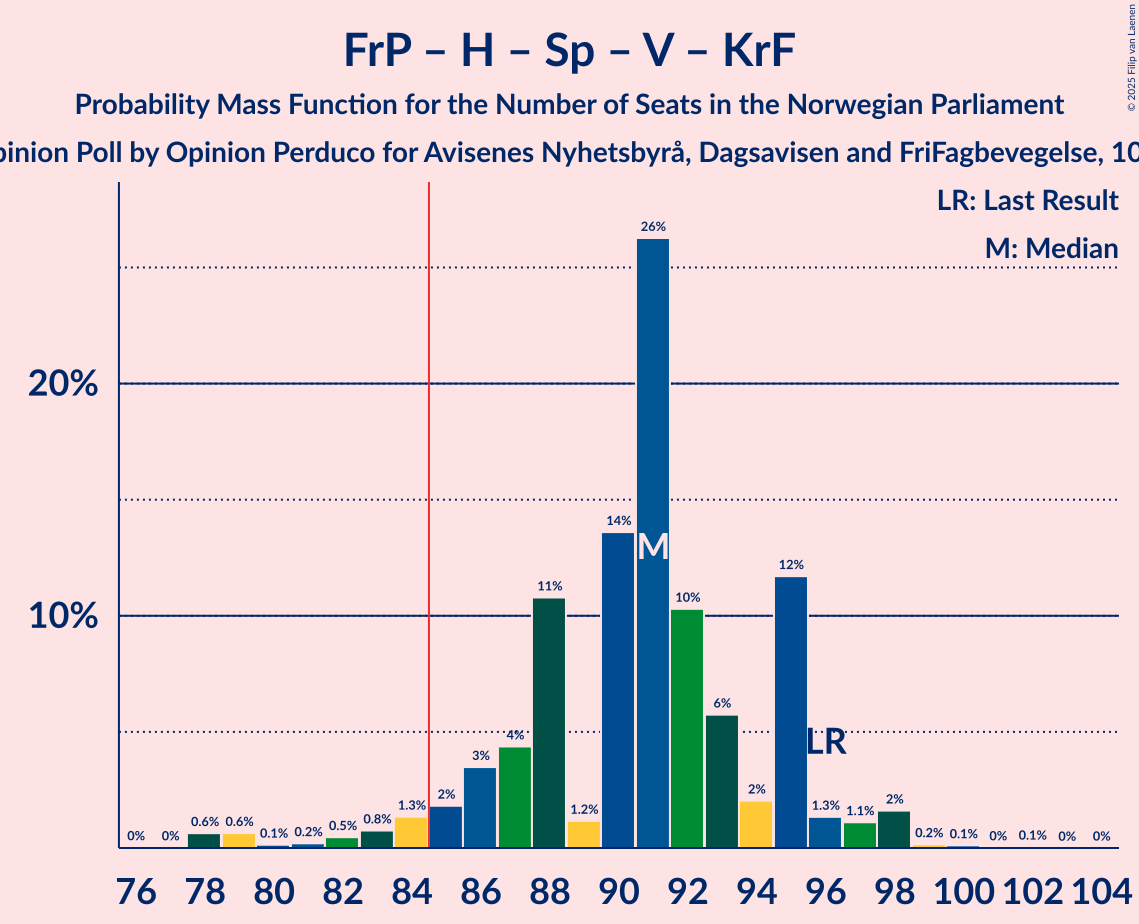 FrP – H – Sp – V – KrF
© 2025 Filip van Laenen
Probability Mass Function for the Number of Seats in the Norwegian Parliament
pinion Poll by Opinion Perduco for Avisenes Nyhetsbyrå, Dagsavisen and FriFagbevegelse, 10
LR: Last Result
M: Median
20%
10%
0% 0% 0.6% 0.6% 0.1% 0.2% 0.5% 0.8% 1.3% 2% 3% 4% 11% 1.2% 14% 26% 10% 6% 2% 12% 1.3% 1.1% 2% 0.2% 0.1% 0% 0.1% 0% 0%
M
LR
76 78 80 82 84 86 88 90 92 94 96 98 100 102 104